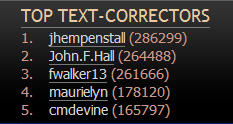 TOP TEXT-CORRECTORS
1. jhempenstall (286299)
2. John.F.Hall (264488)
3. fwalker13 (261666)
4. maurielyn (178120)
5. cmdevine (165797)